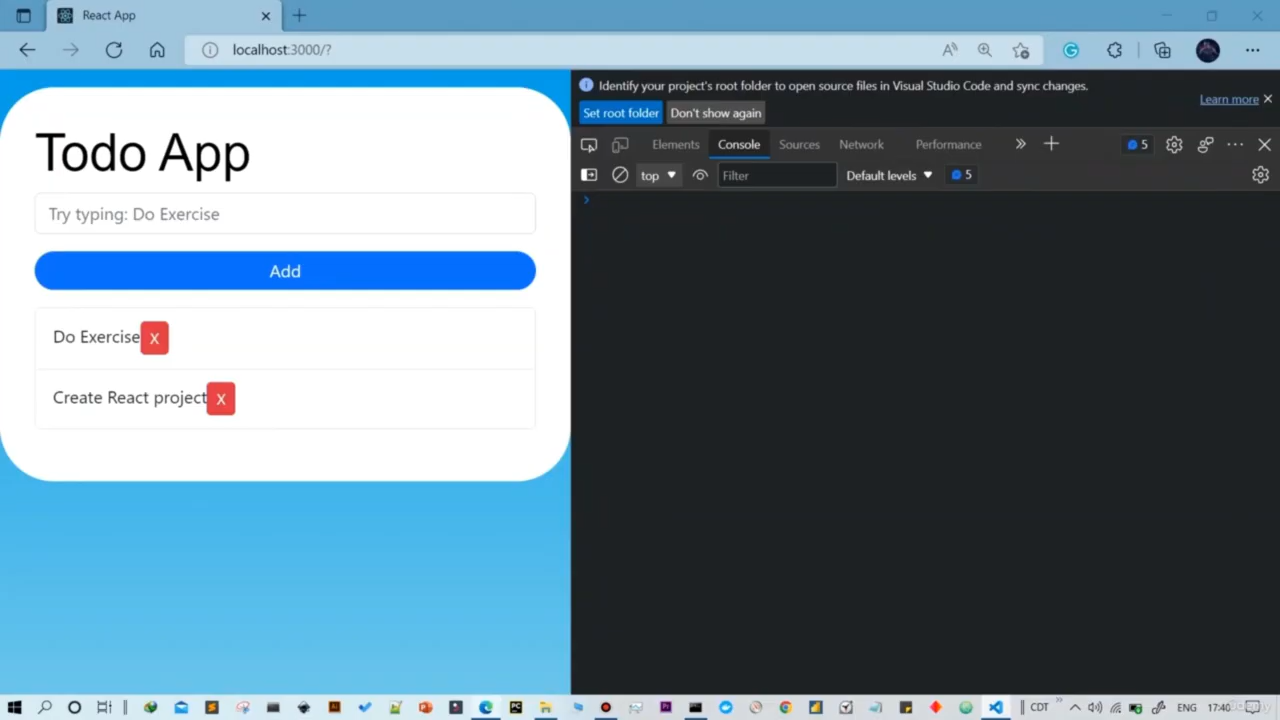 React App
localhost:3000/?
Identify your project's root folder to open source files in Visual Studio Code and sync changes.
Learn more
Set root folder
Don't show again
Elements
Console
Sources
Network
Performance
5
top
Filter
Default levels
5
Todo App
Try typing: Do Exercise
Add
Do Exercise x
Create React project x
CDT
ENG
17:40